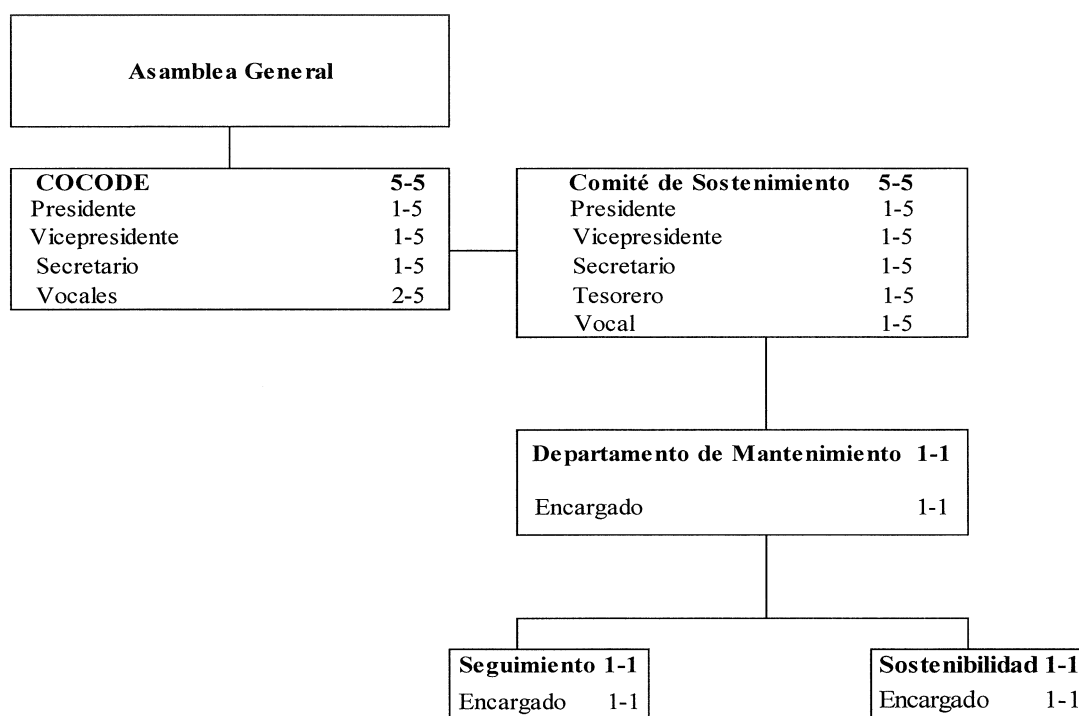 Asamblea General
COCODE 5-5
Presidente 1-5
Vicepresidente 1-5
Secretario 1-5
Vocales 2-5
Comité de Sostenimiento 5-5
Presidente 1-5
Vicepresidente 1-5
Secretario 1-5
Tesorero 1-5
Vocal 1-5
Departamento de Mantenimiento 1-1
Encargado 1-1
Seguimiento 1-1
Encargado 1-1
Sostenibilidad 1-1
Encargado 1-1